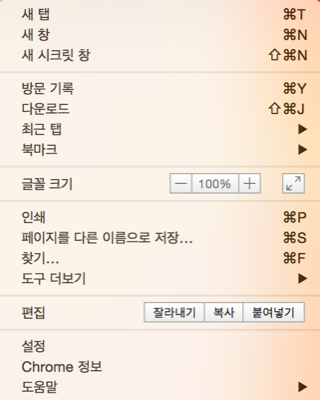 새 탭 ⌘T
새 창 ⌘N
새 시크릿 창 ⇧⌘N
방문 기록 ⌘Y
다운로드 ⇧⌘J
최근 탭 ▶
북마크 ▶
글꼴 크기 − 100% +
인쇄 ⌘P
페이지를 다른 이름으로 저장... ⌘S
찾기... ⌘F
도구 더보기 ▶
편집 잘라내기 복사 붙여넣기
설정
Chrome 정보
도움말 ▶